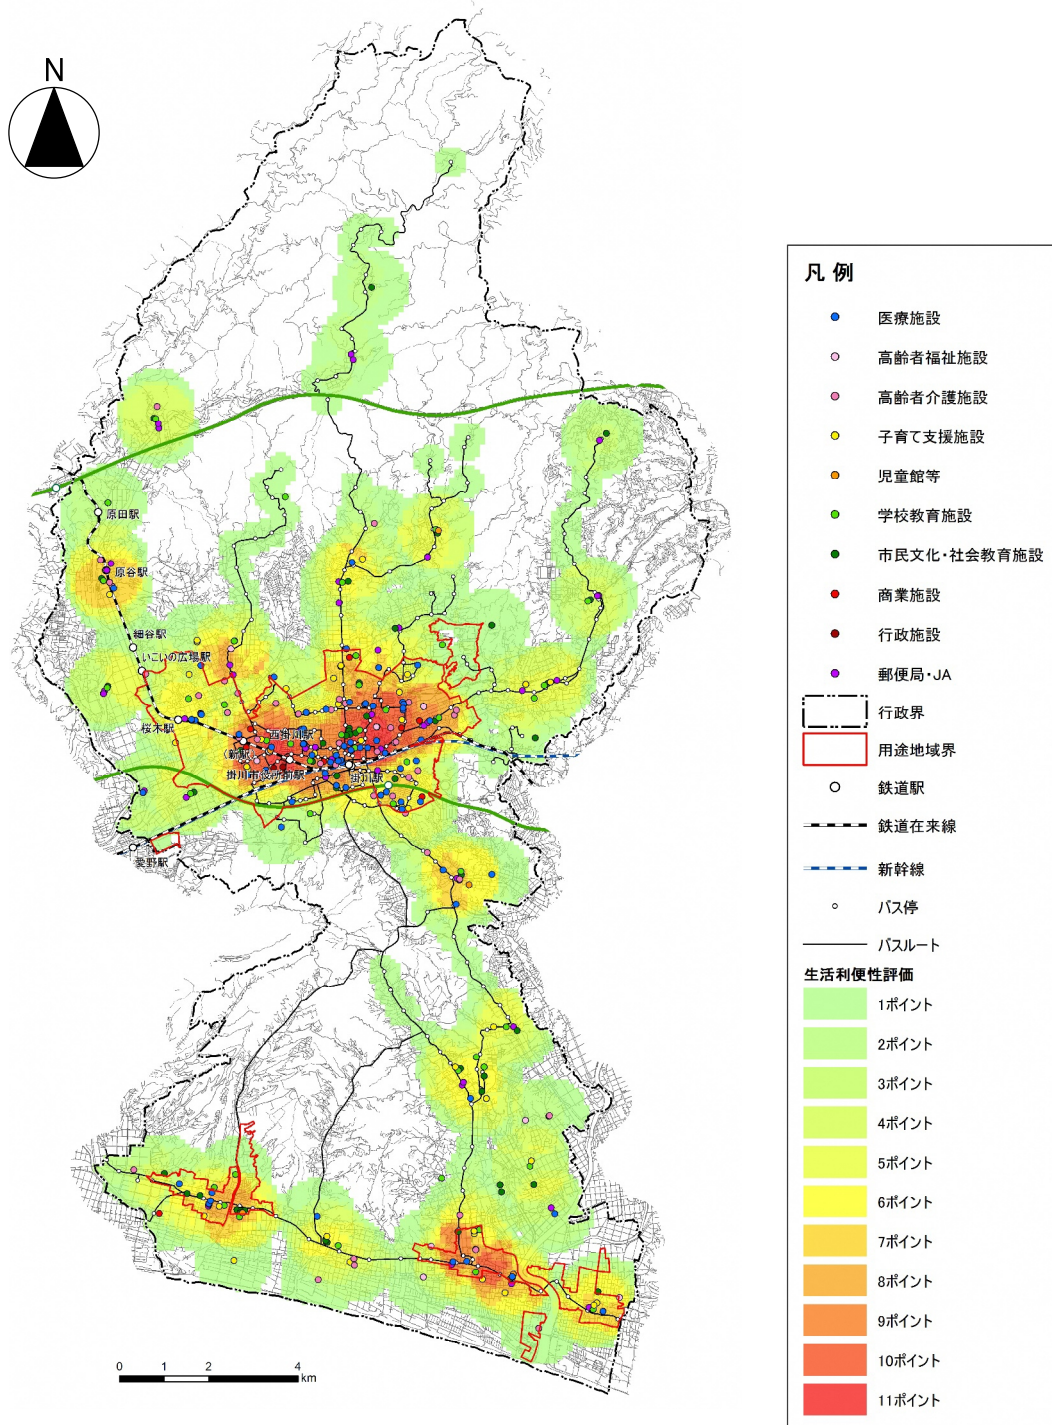 N
原田駅
原谷駅
細谷駅
いこいの広場駅
桜木駅
西掛川駅
(新駅)
掛川市役所前駅
掛川駅
愛野駅
0 1 2 4
km
凡 例
医療施設
高齢者福祉施設
高齢者介護施設
子育て支援施設
児童館等
学校教育施設
市民文化・社会教育施設
商業施設
行政施設
郵便局・JA
行政界
用途地域界
鉄道駅
鉄道在来線
新幹線
バス停
バスルート
生活利便性評価
1ポイント
2ポイント
3ポイント
4ポイント
5ポイント
6ポイント
7ポイント
8ポイント
9ポイント
10ポイント
11ポイント